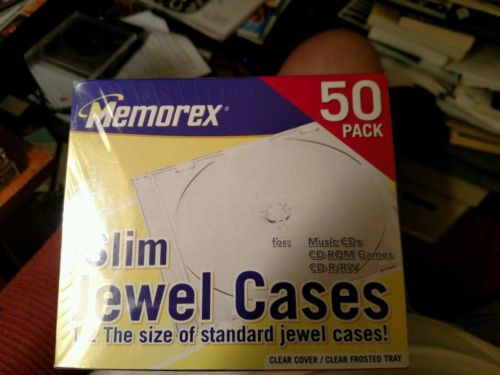 Memorex®
50
PACK
for: Music CDs
CD-ROM Games
CD-R/RW
Slim
Jewel Cases
1/2 The size of standard jewel cases!
CLEAR COVER / CLEAR FROSTED TRAY